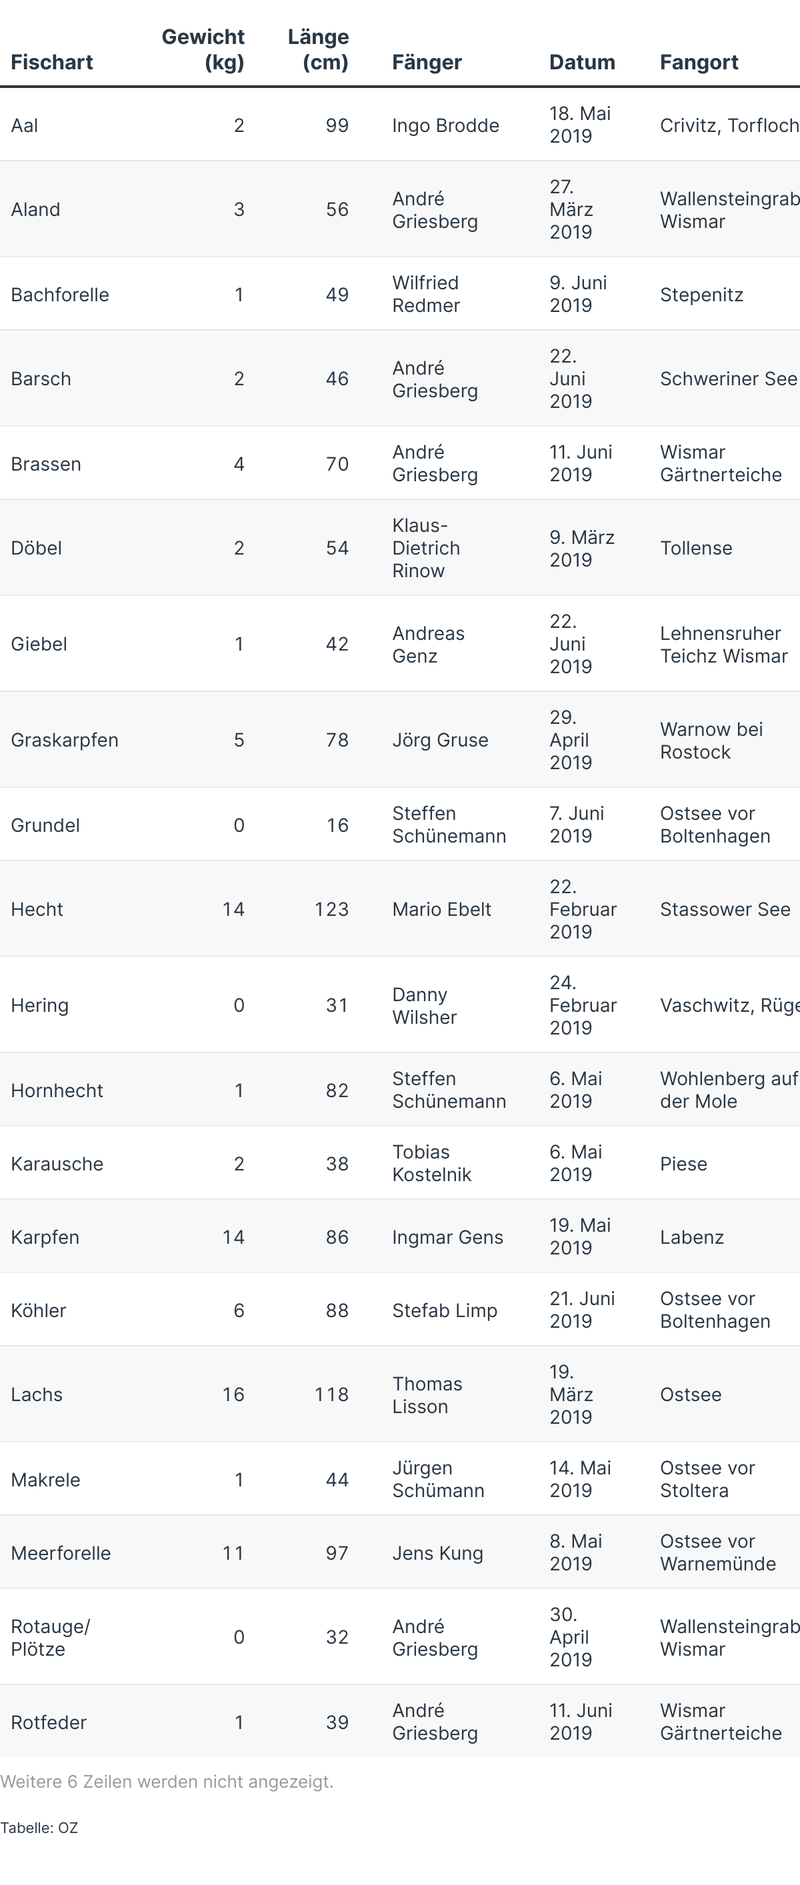 Fischart Gewicht (kg) Länge (cm) Fänger Datum Fangort
Aal 2 99 Ingo Brodde 18. Mai 2019 Crivitz, Torfloch
Aland 3 56 André Griesberg 27. März 2019 Wallensteingrab Wismar
Bachforelle 1 49 Wilfried Redmer 9. Juni 2019 Stepenitz
Barsch 2 46 André Griesberg 22. Juni 2019 Schweriner See
Brassen 4 70 André Griesberg 11. Juni 2019 Wismar Gärtnerteiche
Döbel 2 54 Klaus-Dietrich Rinow 9. März 2019 Tollense
Giebel 1 42 Andreas Genz 22. Juni 2019 Lehnensruher Teichz Wismar
Graskarpfen 5 78 Jörg Gruse 29. April 2019 Warnow bei Rostock
Grundel 0 16 Steffen Schünemann 7. Juni 2019 Ostsee vor Boltenhagen
Hecht 14 123 Mario Ebelt 22. Februar 2019 Stassower See
Hering 0 31 Danny Wilsher 24. Februar 2019 Vaschwitz, Rüge
Hornhecht 1 82 Steffen Schünemann 6. Mai 2019 Wohlenberg auf der Mole
Karausche 2 38 Tobias Kostelnik 6. Mai 2019 Piese
Karpfen 14 86 Ingmar Gens 19. Mai 2019 Labenz
Köhler 6 88 Stefab Limp 21. Juni 2019 Ostsee vor Boltenhagen
Lachs 16 118 Thomas Lisson 19. März 2019 Ostsee
Makrele 1 44 Jürgen Schümann 14. Mai 2019 Ostsee vor Stoltera
Meerforelle 11 97 Jens Kung 8. Mai 2019 Ostsee vor Warnemünde
Rotauge/ Plötze 0 32 André Griesberg 30. April 2019 Wallensteingrab Wismar
Rotfeder 1 39 André Griesberg 11. Juni 2019 Wismar Gärtnerteiche
Weitere 6 Zeilen werden nicht angezeigt.
Tabelle: OZ